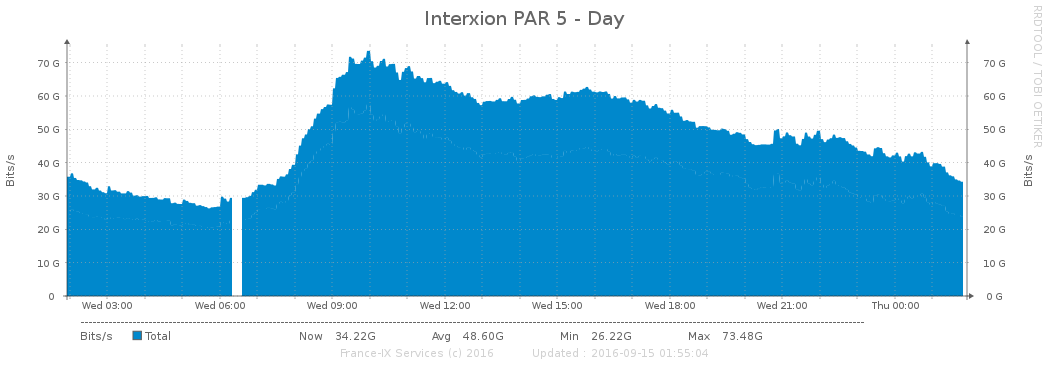 Interxion PAR 5 - Day
RRDTOOL / TOBI OETIKER
Bits/s
70 G
60 G
50 G
40 G
30 G
20 G
10 G
0
70 G
60 G
50 G
40 G
30 G
20 G
10 G
0 G
Bits/s
Wed 03:00 Wed 06:00 Wed 09:00 Wed 12:00 Wed 15:00 Wed 18:00 Wed 21:00 Thu 00:00
Bits/s Total Now 34.22G Avg 48.60G Min 26.22G Max 73.48G
France-IX Services (c) 2016 Updated : 2016-09-15 01:55:04